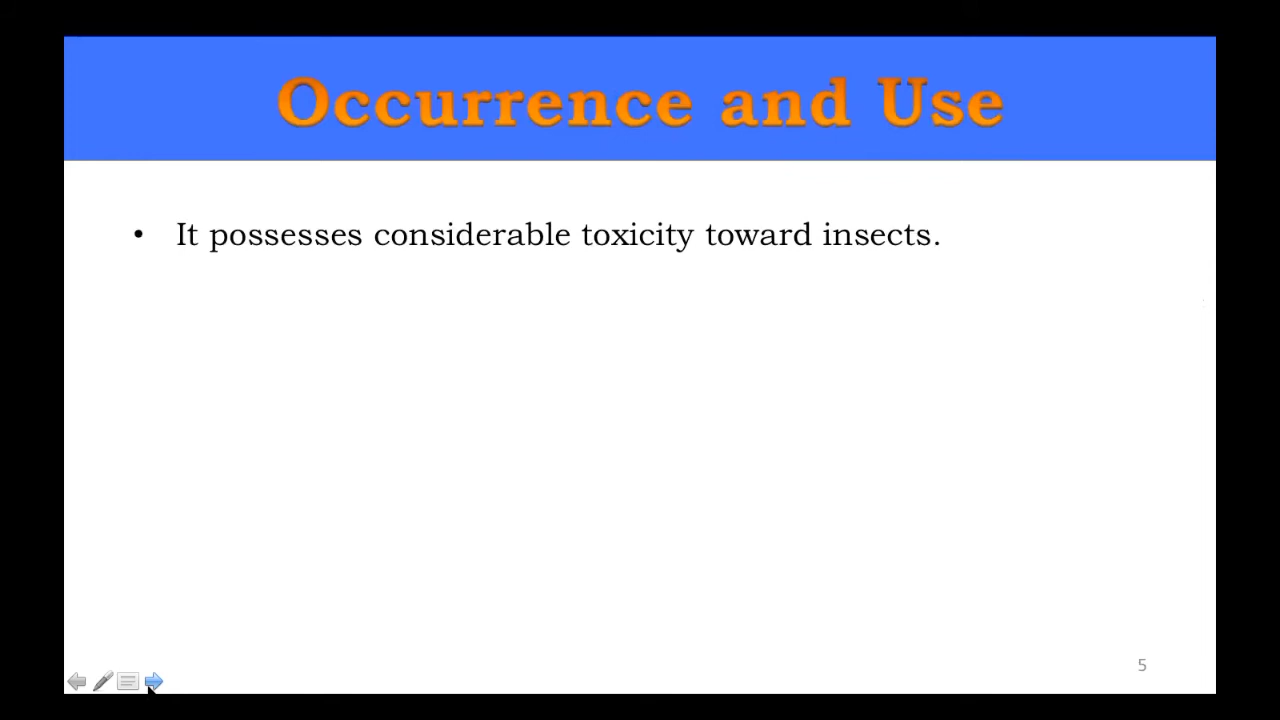 Occurrence and Use
• It possesses considerable toxicity toward insects.
5